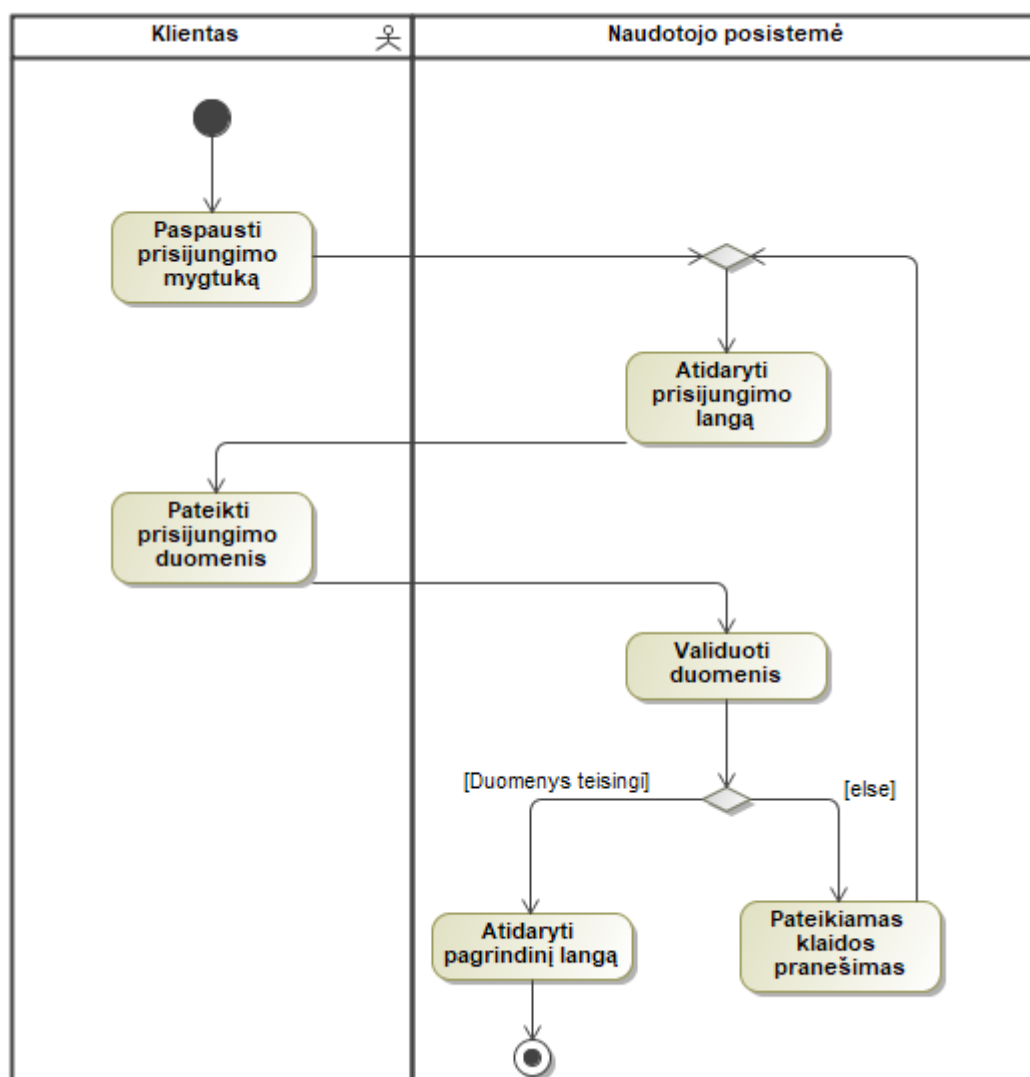 Klientas
Naudotojo posistemė
Paspausti
prisijungimo
mygtuką
Atidaryti
prisijungimo
langą
Pateikti
prisijungimo
duomenis
Validuoti
duomenis
[Duomenys teisingi]
[else]
Atidaryti
pagrindinį langą
Pateikiamas
klaidos
pranešimas